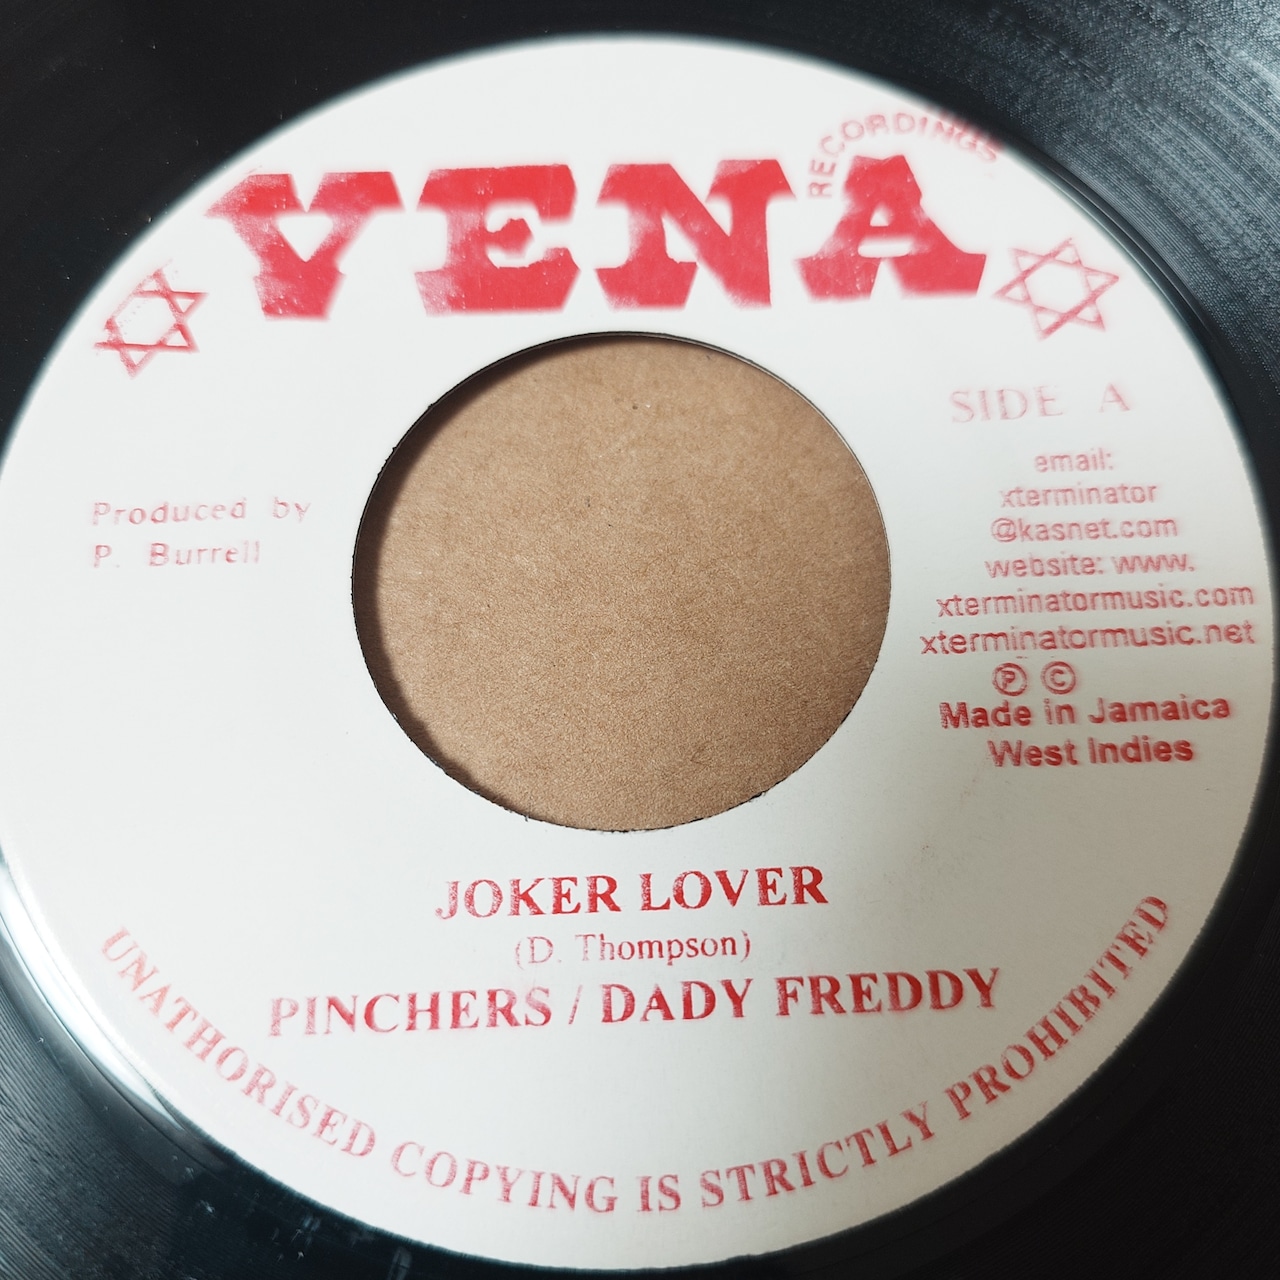 VENA
RECORDINGS
SIDE A
email:
xterminator
@kasnet.com
website: www.
xterminatormusic.com
xterminatormusic.net
Ⓟ ©
Made in Jamaica
West Indies
Produced by
P. Burrell
JOKER LOVER
(D. Thompson)
PINCHERS / DADY FREDDY
UNATHORISED COPYING IS STRICTLY PROHIBITED